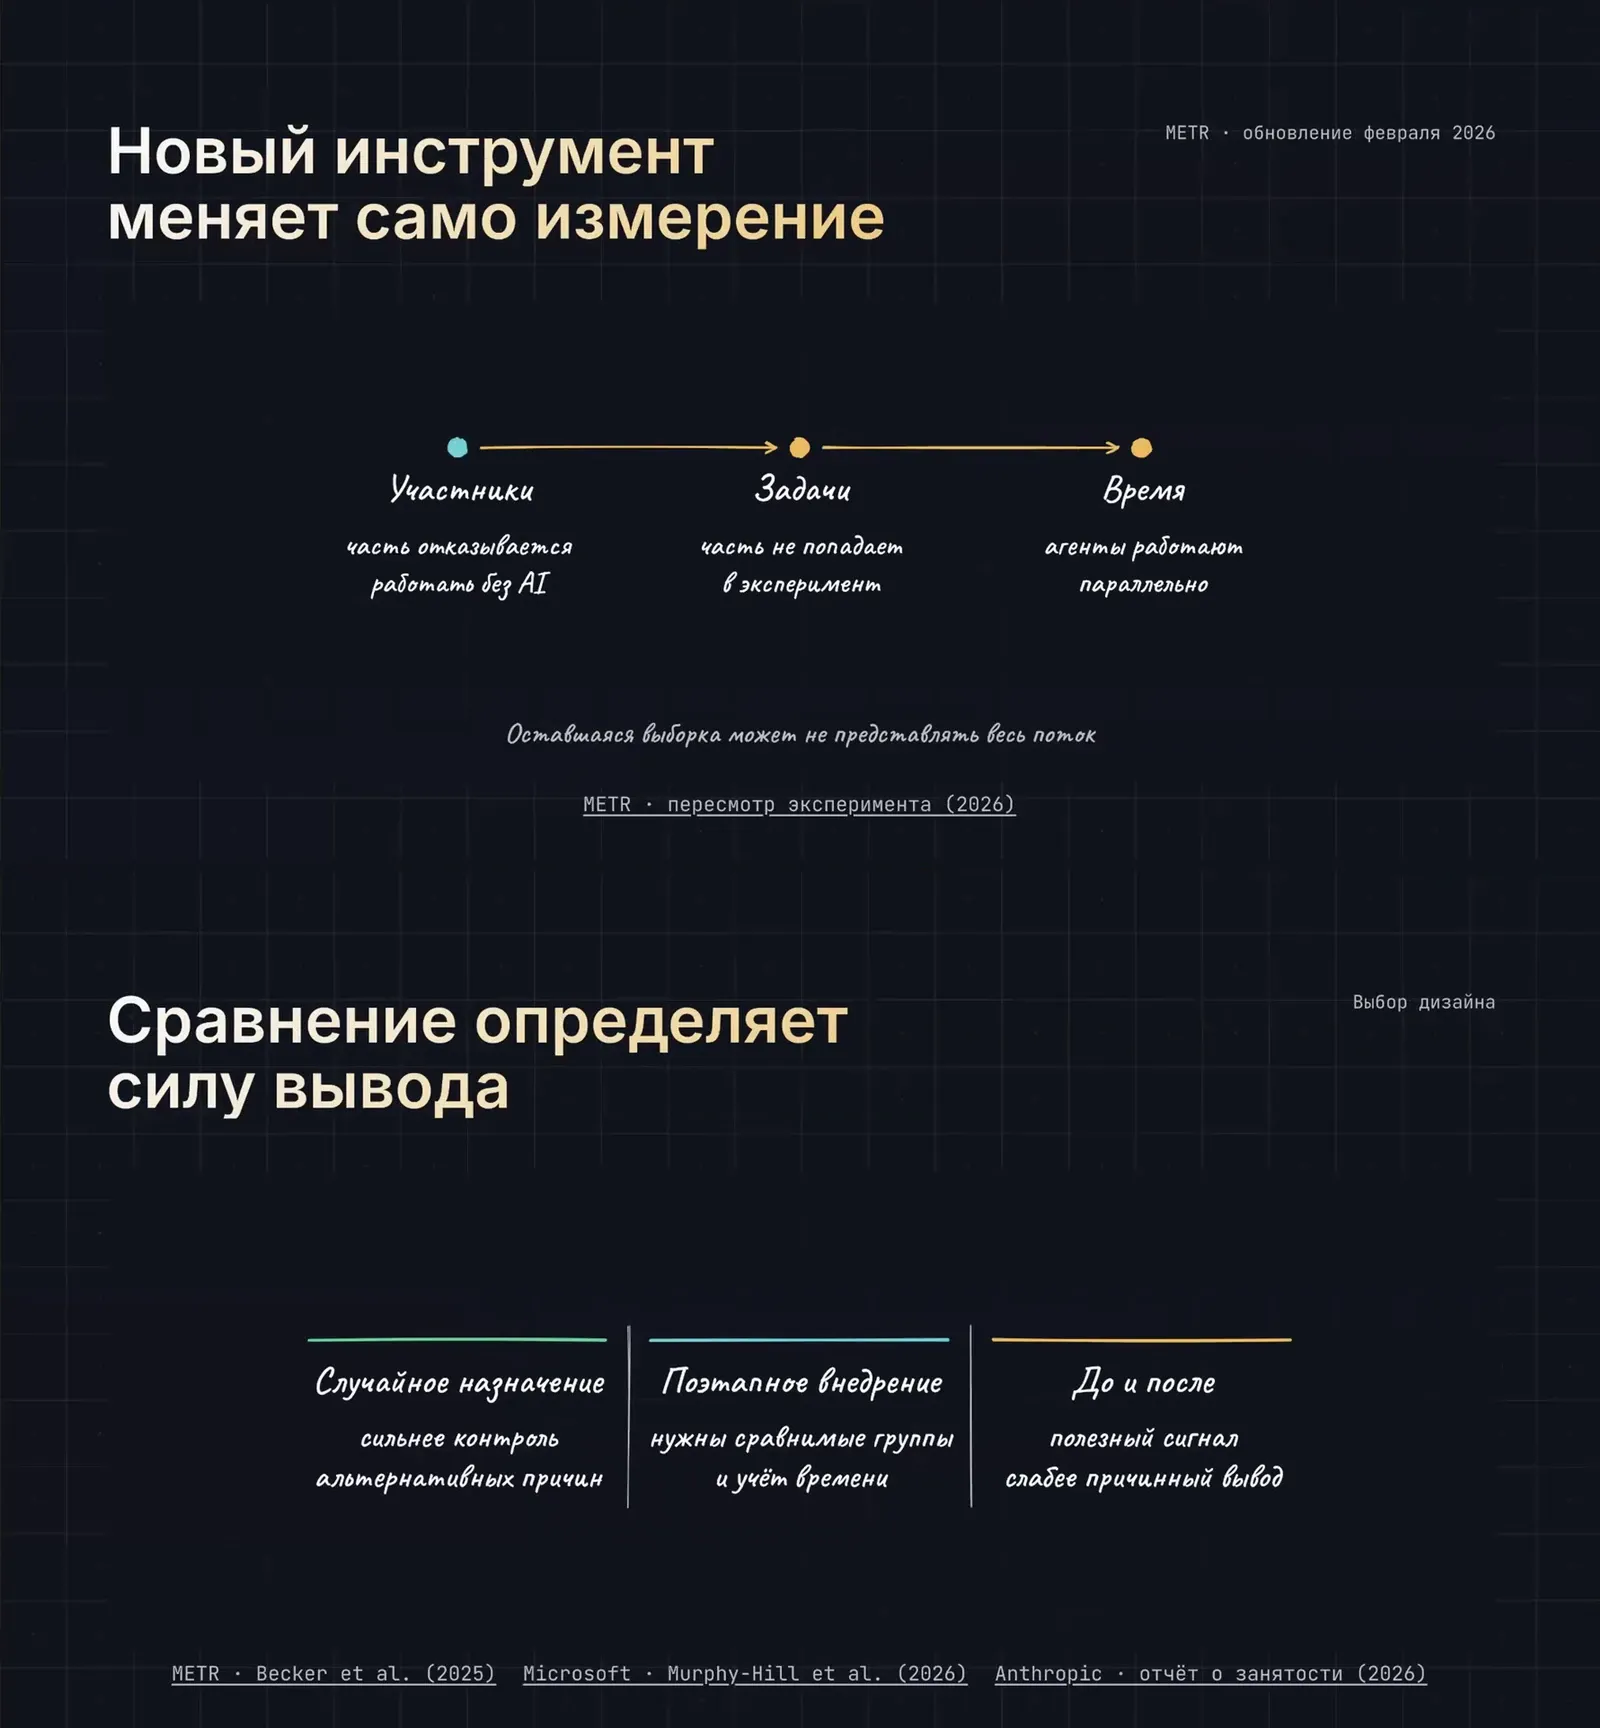 Новый инструмент
меняет само измерение
METR · обновление февраля 2026
Участники
часть отказывается
работать без AI
Задачи
часть не попадает
в эксперимент
Время
агенты работают
параллельно
Оставшаяся выборка может не представлять весь поток
METR · пересмотр эксперимента (2026)
Сравнение определяет
силу вывода
Выбор дизайна
Случайное назначение
сильнее контроль
альтернативных причин
Поэтапное внедрение
нужны сравнимые группы
и учёт времени
До и после
полезный сигнал
слабее причинный вывод
METR · Becker et al. (2025)
Microsoft · Murphy-Hill et al. (2026)
Anthropic · отчёт о занятости (2026)